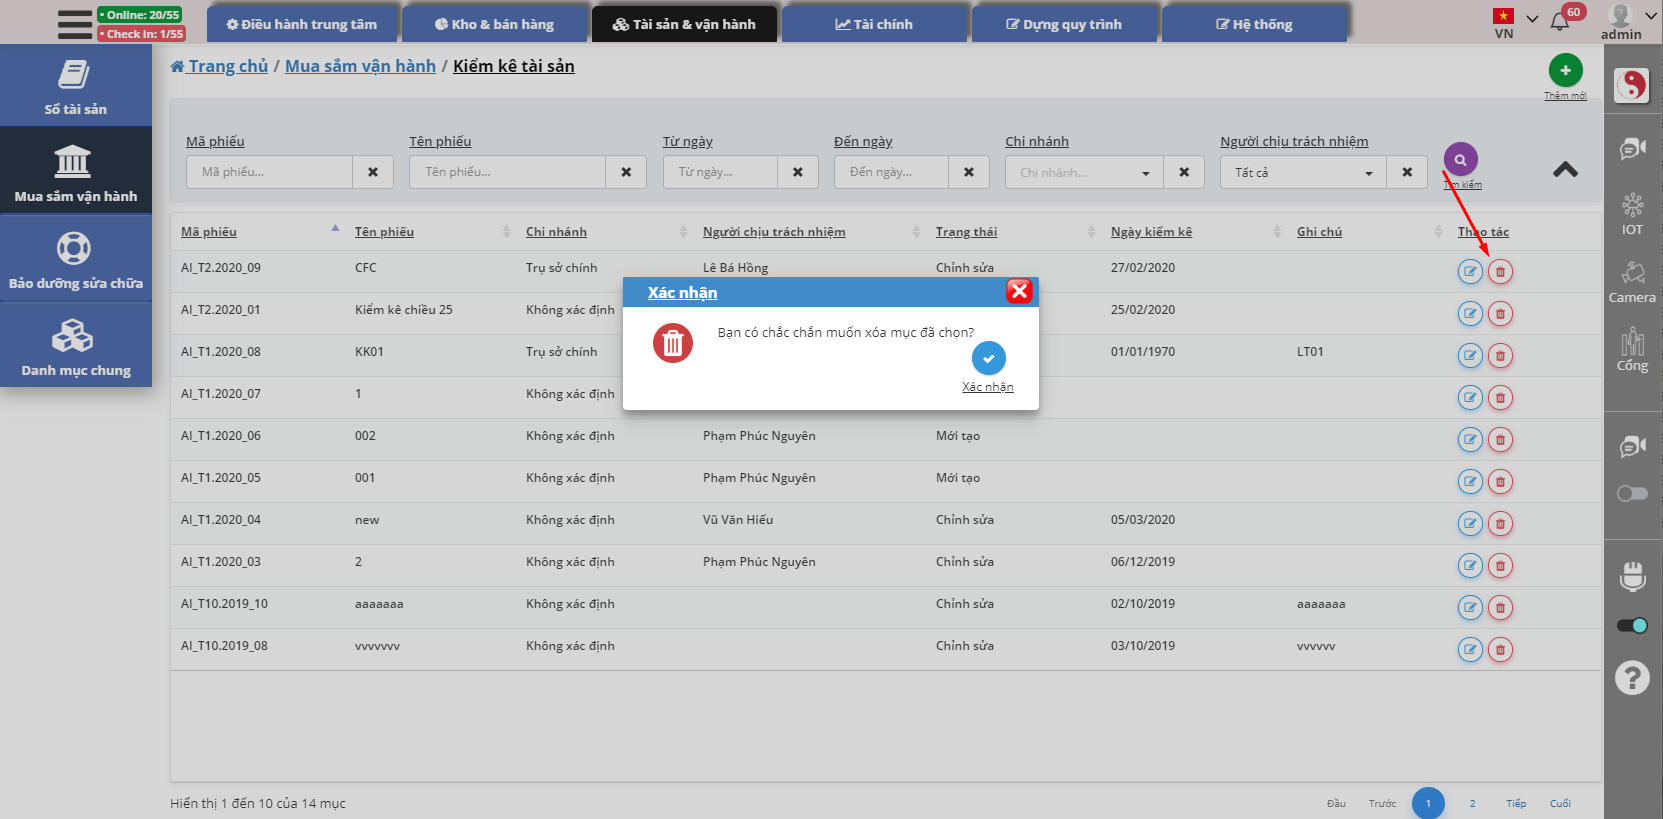 • Online: 20/55
• Check in: 1/55
Điều hành trung tâm
Kho & bán hàng
Tài sản & vận hành
Tài chính
Dựng quy trình
Hệ thống
VN
60
admin
Sổ tài sản
Mua sắm vận hành
Bảo dưỡng sửa chữa
Danh mục chung
Trang chủ / Mua sắm vận hành / Kiểm kê tài sản
Thêm mới
Mã phiếu
Tên phiếu
Từ ngày
Đến ngày
Chi nhánh
Người chịu trách nhiệm
Mã phiếu...
Tên phiếu...
Từ ngày...
Đến ngày...
Chi nhánh...
Tất cả
Tìm kiếm
Mã phiếu Tên phiếu Chi nhánh Người chịu trách nhiệm Trạng thái Ngày kiểm kê Ghi chú Thao tác
AI_T2.2020_09 CFC Trụ sở chính Lê Bá Hồng Chỉnh sửa 27/02/2020
AI_T2.2020_01 Kiểm kê chiều 25 Không xác định 25/02/2020
AI_T1.2020_08 KK01 Trụ sở chính 01/01/1970 LT01
AI_T1.2020_07 1 Không xác định
AI_T1.2020_06 002 Không xác định Phạm Phúc Nguyên Mới tạo
AI_T1.2020_05 001 Không xác định Phạm Phúc Nguyên Mới tạo
AI_T1.2020_04 new Không xác định Vũ Văn Hiếu Chỉnh sửa 05/03/2020
AI_T1.2020_03 2 Không xác định Phạm Phúc Nguyên Chỉnh sửa 06/12/2019
AI_T10.2019_10 aaaaaaa Không xác định Chỉnh sửa 02/10/2019 aaaaaaa
AI_T10.2019_08 vvvvvvv Không xác định Chỉnh sửa 03/10/2019 vvvvvv
Xác nhận
Bạn có chắc chắn muốn xóa mục đã chọn?
Xác nhận
IOT
Camera
Cổng
Hiển thị 1 đến 10 của 14 mục
Đầu Trước 1 2 Tiếp Cuối